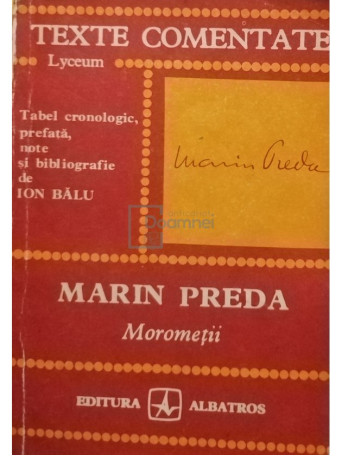 TEXTE COMENTATE
Lyceum
Tabel cronologic,
prefață,
note
și bibliografie
de
ION BĂLU
Marin Preda
MARIN PREDA
Moromeții
EDITURA ALBATROS